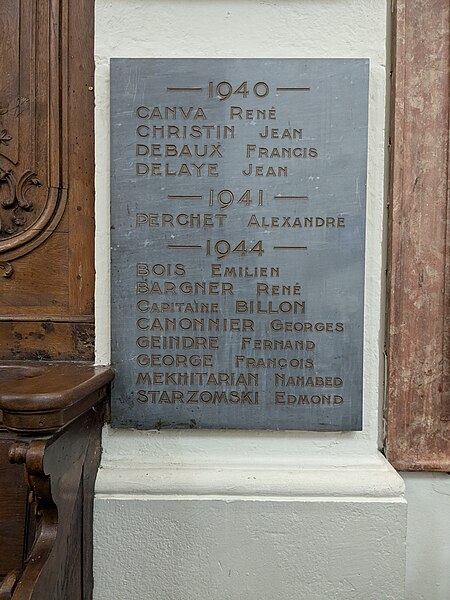 — 1940 —
CANVA René
CHRISTIN Jean
DEBAUX Francis
DELAYE Jean
— 1941 —
PERCHET Alexandre
— 1944 —
BOIS Emilien
BARGNER René
Capitaine BILLON
CANONNIER Georges
GEINDRE Fernand
GEORGE François
MEKHITARIAN Nahabed
STARZOMSKI Edmond